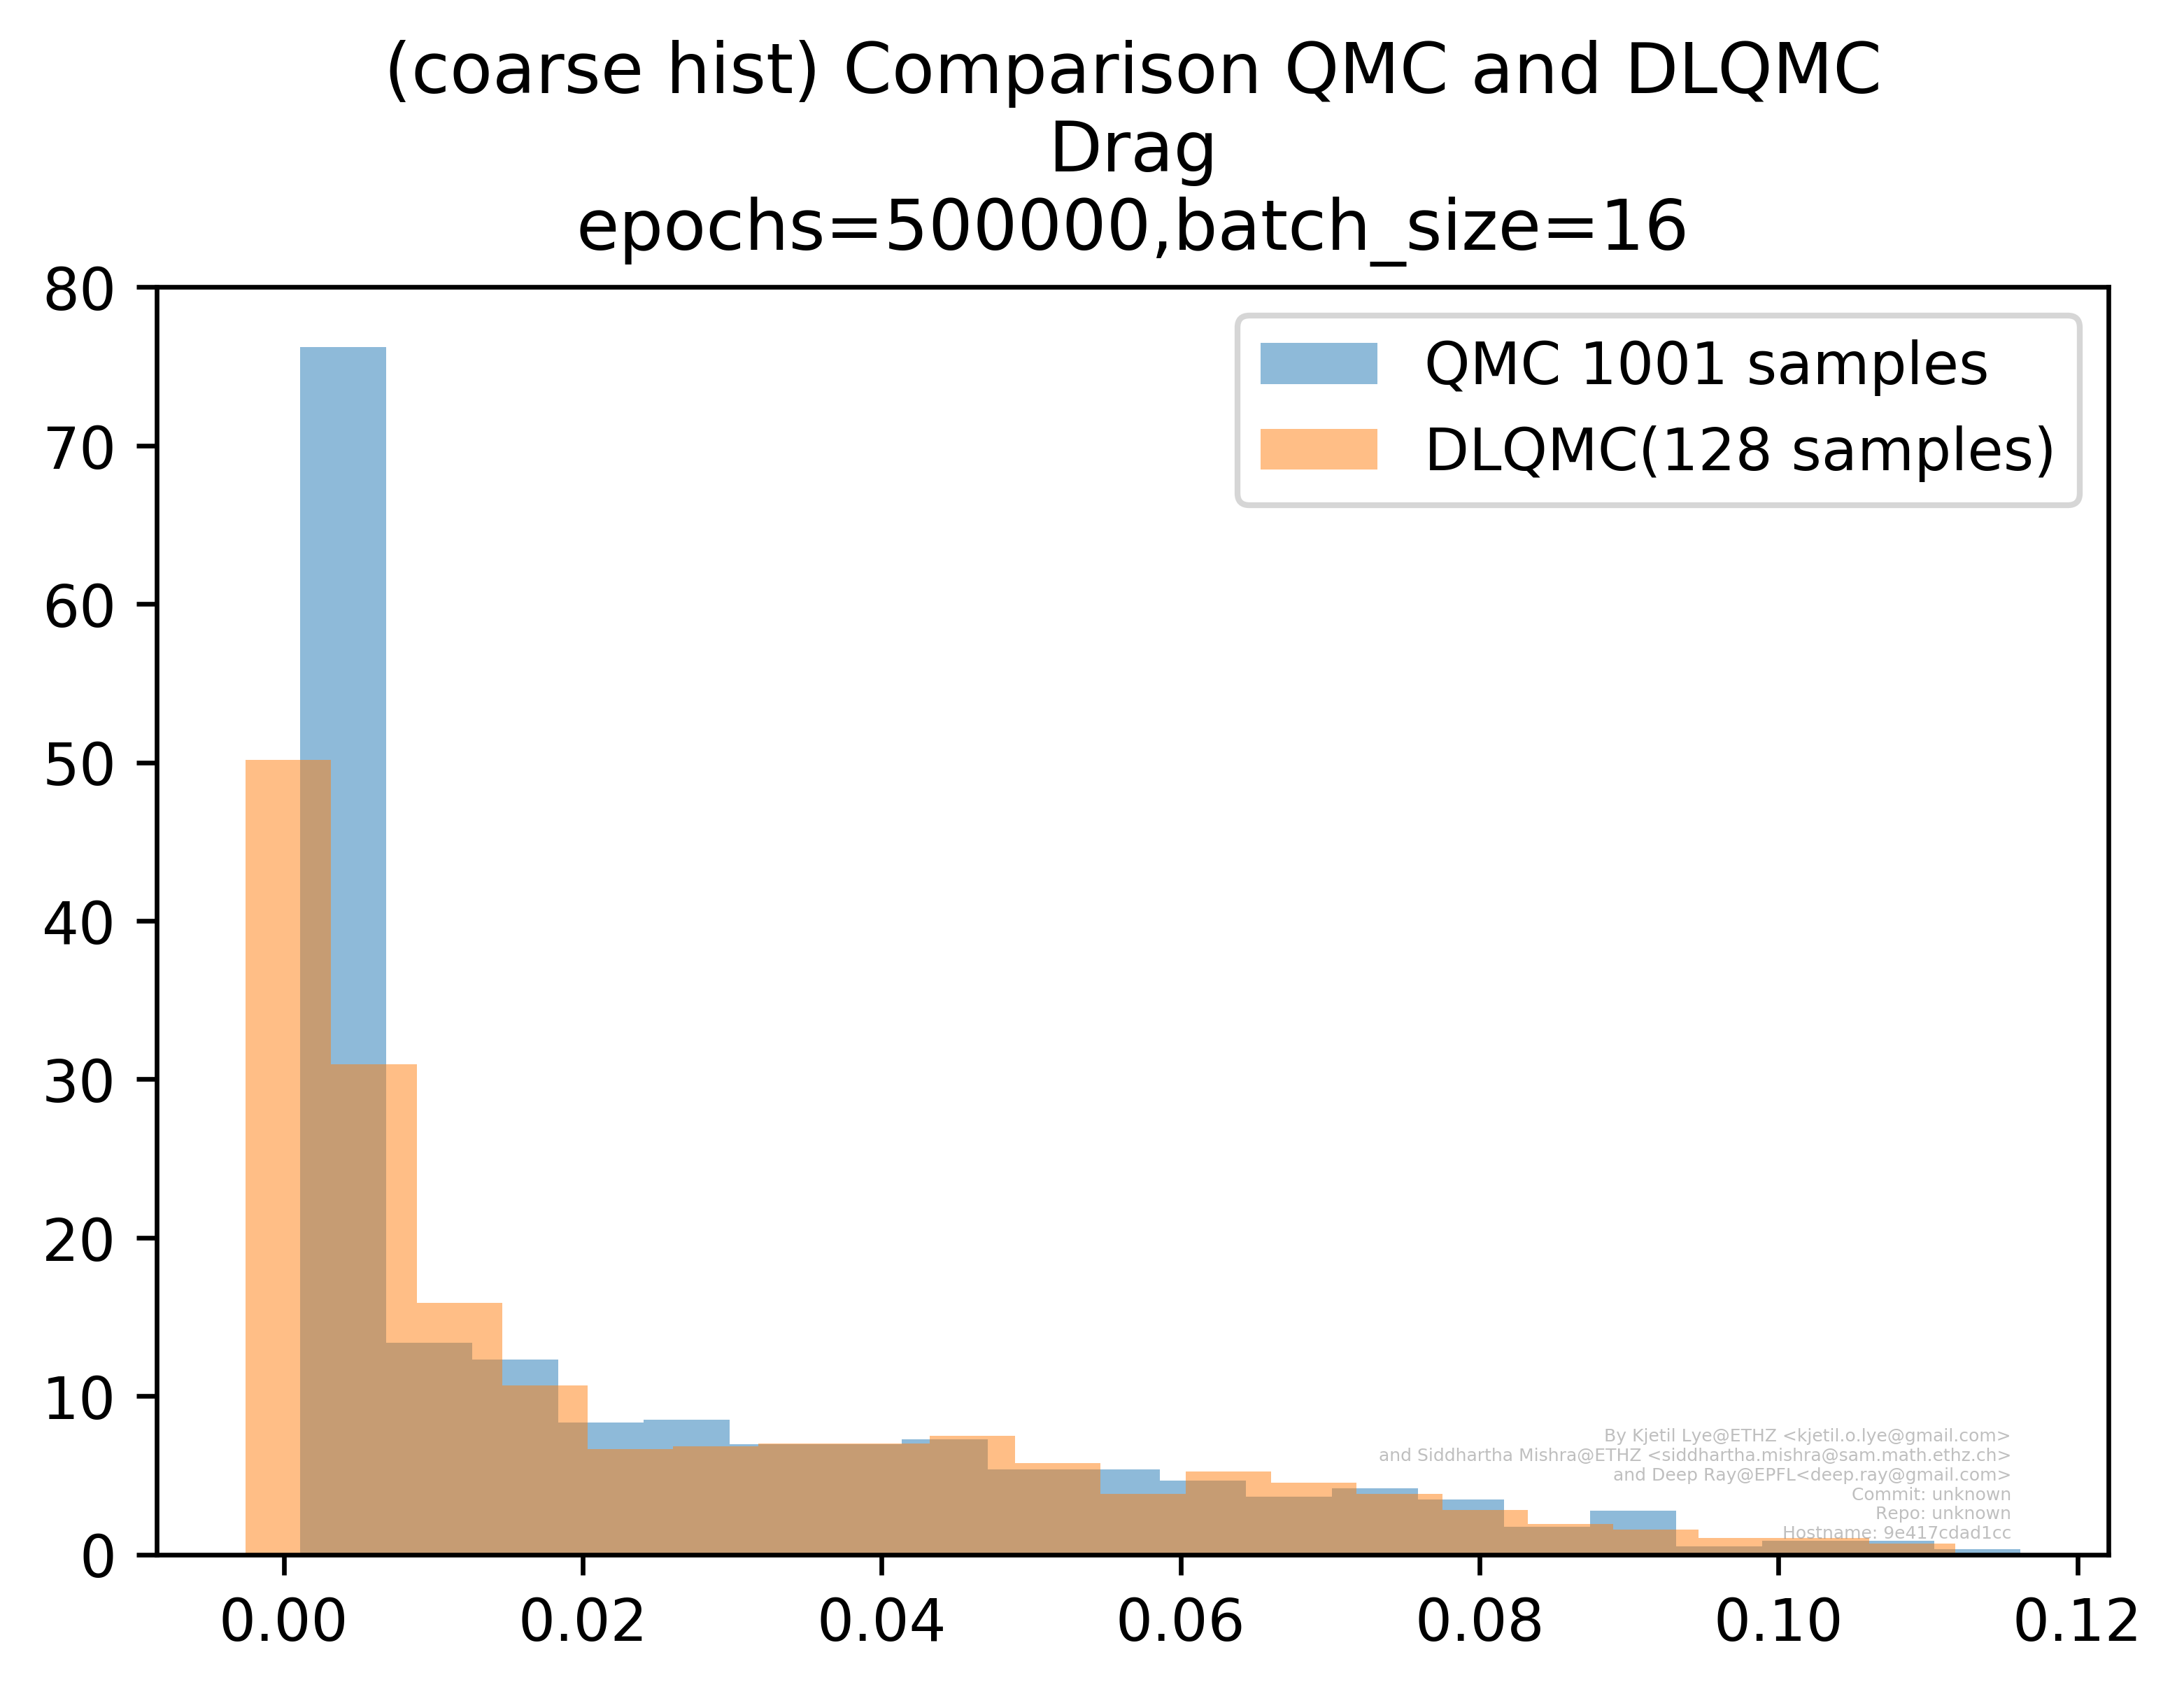 (coarse hist) Comparison QMC and DLQMC
Drag
epochs=500000,batch_size=16
80
70
60
50
40
30
20
10
0
QMC 1001 samples
DLQMC(128 samples)
By Kjetil Lye@ETHZ <kjetil.o.lye@gmail.com>
and Siddhartha Mishra@ETHZ <siddhartha.mishra@sam.math.ethz.ch>
and Deep Ray@EPFL<deep.ray@gmail.com>
Commit: unknown
Repo: unknown
Hostname: 9e417cdad1cc
0.00 0.02 0.04 0.06 0.08 0.10 0.12